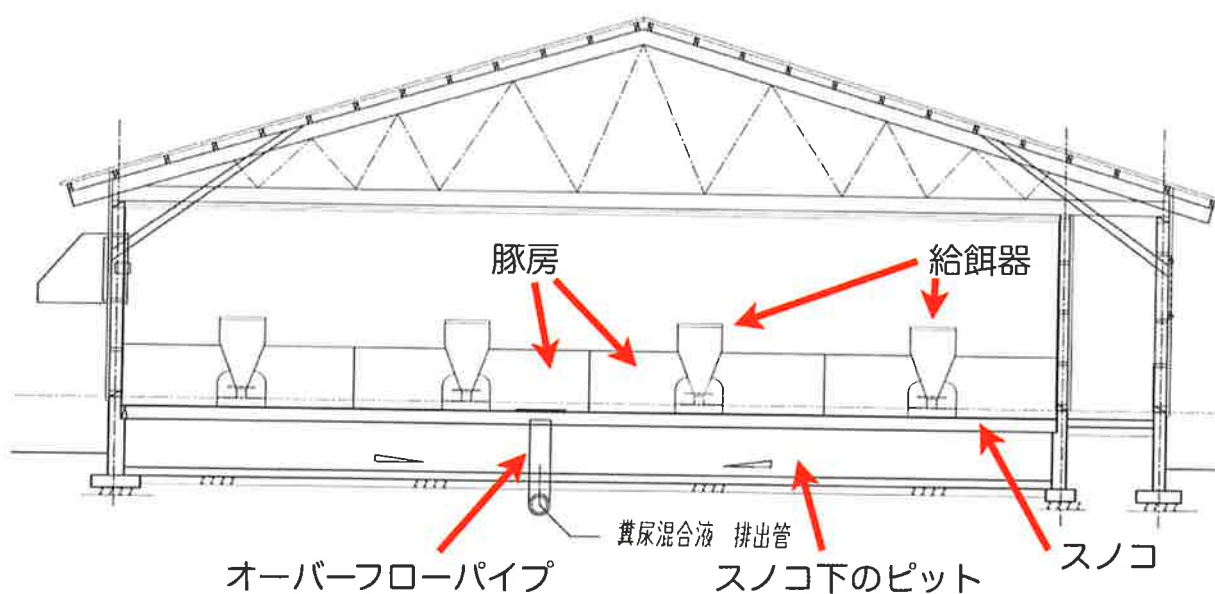 豚房
給餌器
糞尿混合液 排出管
スノコ
オーバーフローパイプ
スノコ下のピット